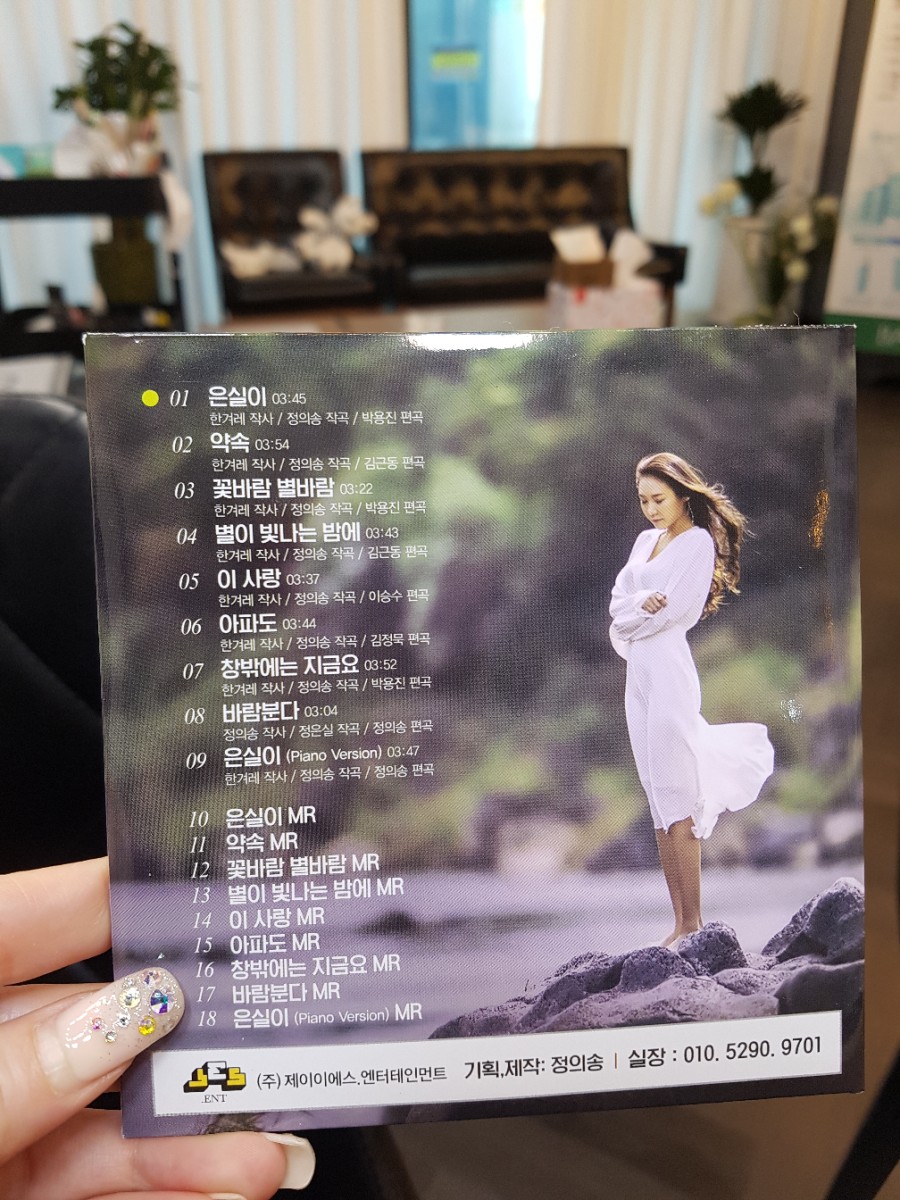 01 은실이 03:45
한겨레 작사 / 정의송 작곡 / 박용진 편곡
02 약속 03:54
한겨레 작사 / 정의송 작곡 / 김근동 편곡
03 꽃바람 별바람 03:22
한겨레 작사 / 정의송 작곡 / 박용진 편곡
04 별이 빛나는 밤에 03:43
한겨레 작사 / 정의송 작곡 / 김근동 편곡
05 이 사랑 03:37
한겨레 작사 / 정의송 작곡 / 이승수 편곡
06 아파도 03:44
한겨레 작사 / 정의송 작곡 / 김정묵 편곡
07 창밖에는 지금요 03:52
한겨레 작사 / 정의송 작곡 / 박용진 편곡
08 바람분다 03:04
정의송 작사 / 정은실 작곡 / 정의송 편곡
09 은실이 (Piano Version) 03:47
한겨레 작사 / 정의송 작곡 / 정의송 편곡
10 은실이 MR
11 약속 MR
12 꽃바람 별바람 MR
13 별이 빛나는 밤에 MR
14 이 사랑 MR
15 아파도 MR
16 창밖에는 지금요 MR
17 바람분다 MR
18 은실이 (Piano Version) MR
JES .ENT (주) 제이이에스.엔터테인먼트 기획,제작: 정의송 | 실장 : 010. 5290. 9701